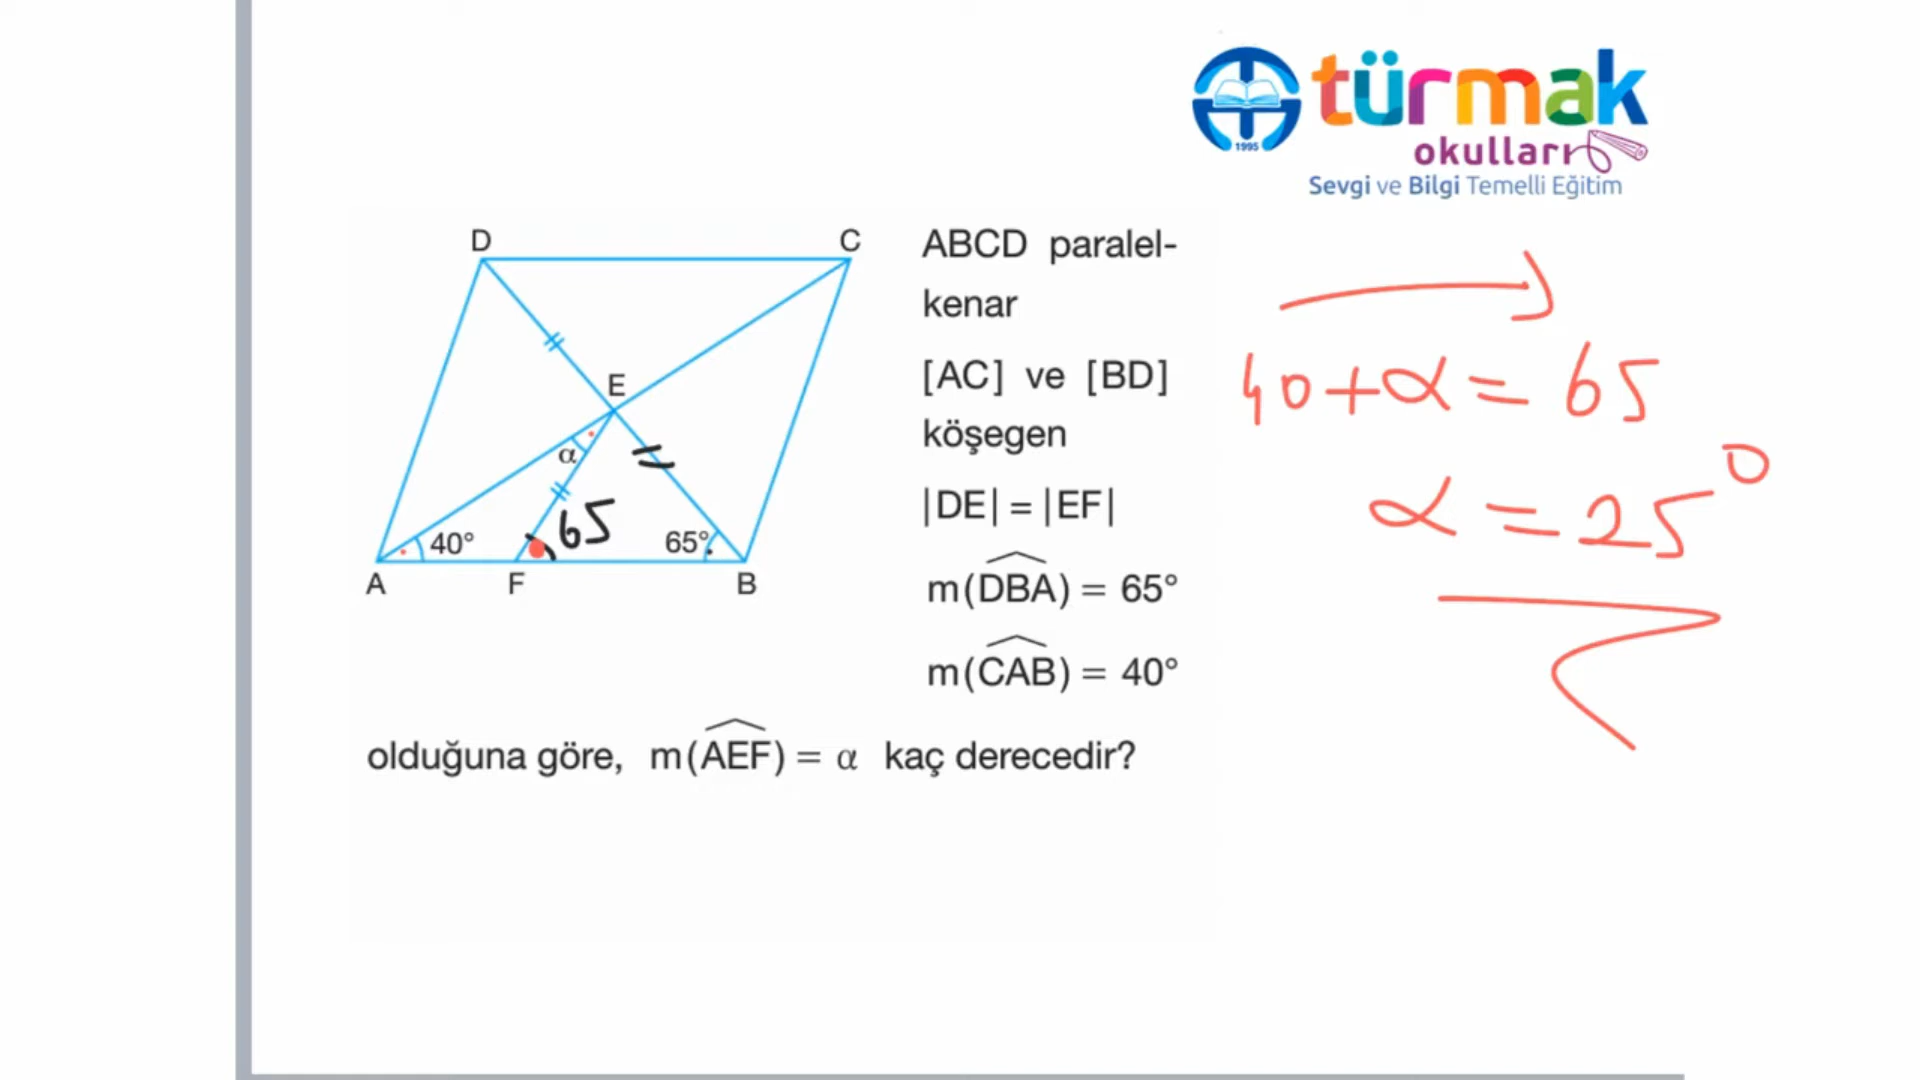 1995
türmak
okulları
Sevgi ve Bilgi Temelli Eğitim
D
C
E
α
65
40°
65°
A
F
B
ABCD paralel-
kenar
[AC] ve [BD]
köşegen
|DE| = |EF|
m(DBA) = 65°
m(CAB) = 40°
olduğuna göre, m(AEF) = α kaç derecedir?
40+α=65
α=25°